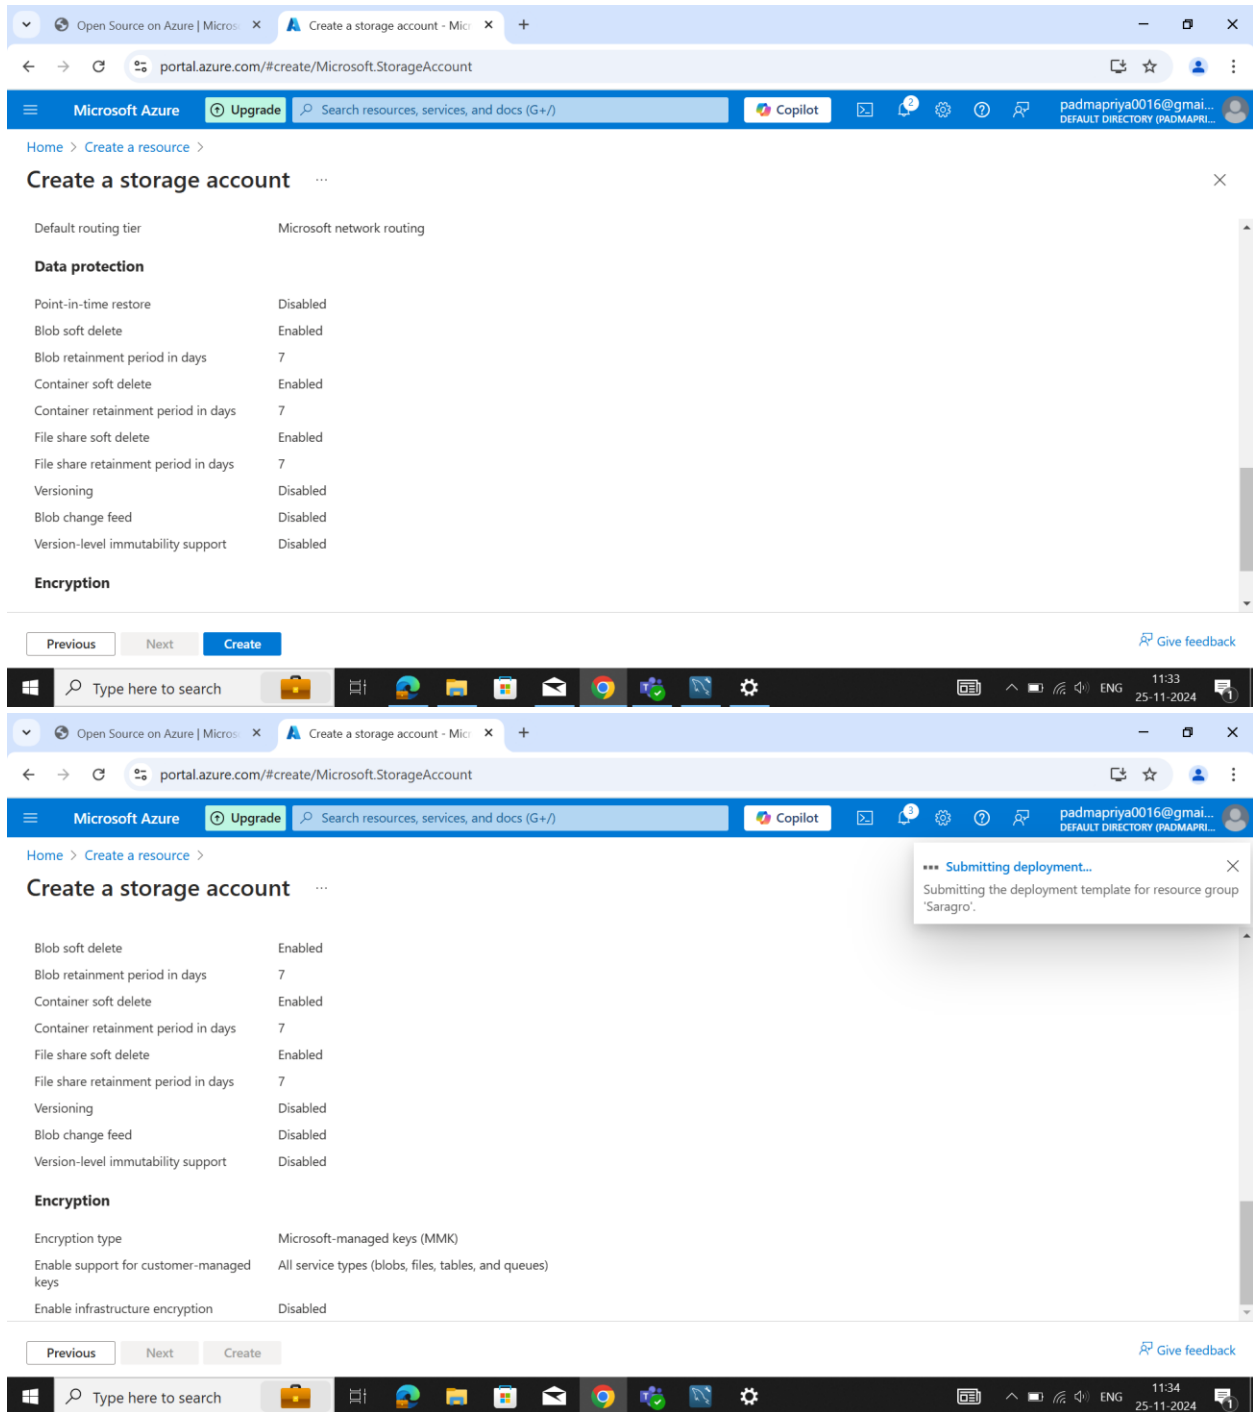 Open Source on Azure | Micros
Create a storage account - Micr
portal.azure.com/#create/Microsoft.StorageAccount
Microsoft Azure Upgrade Search resources, services, and docs (G+/) Copilot 2 padmapriya0016@gmai...
DEFAULT DIRECTORY (PADMAPRI...
Home > Create a resource >
Create a storage account ...
Default routing tier Microsoft network routing
Data protection
Point-in-time restore Disabled
Blob soft delete Enabled
Blob retainment period in days 7
Container soft delete Enabled
Container retainment period in days 7
File share soft delete Enabled
File share retainment period in days 7
Versioning Disabled
Blob change feed Disabled
Version-level immutability support Disabled
Encryption
Previous Next Create Give feedback
Type here to search ENG 11:33
25-11-2024 1
Open Source on Azure | Micros
Create a storage account - Micr
portal.azure.com/#create/Microsoft.StorageAccount
Microsoft Azure Upgrade Search resources, services, and docs (G+/) Copilot 3 padmapriya0016@gmai...
DEFAULT DIRECTORY (PADMAPRI...
Home > Create a resource >
Submitting deployment...
Submitting the deployment template for resource group
'Saragro'.
Create a storage account ...
Blob soft delete Enabled
Blob retainment period in days 7
Container soft delete Enabled
Container retainment period in days 7
File share soft delete Enabled
File share retainment period in days 7
Versioning Disabled
Blob change feed Disabled
Version-level immutability support Disabled
Encryption
Encryption type Microsoft-managed keys (MMK)
Enable support for customer-managed All service types (blobs, files, tables, and queues)
keys
Enable infrastructure encryption Disabled
Previous Next Create Give feedback
Type here to search ENG 11:34
25-11-2024 1